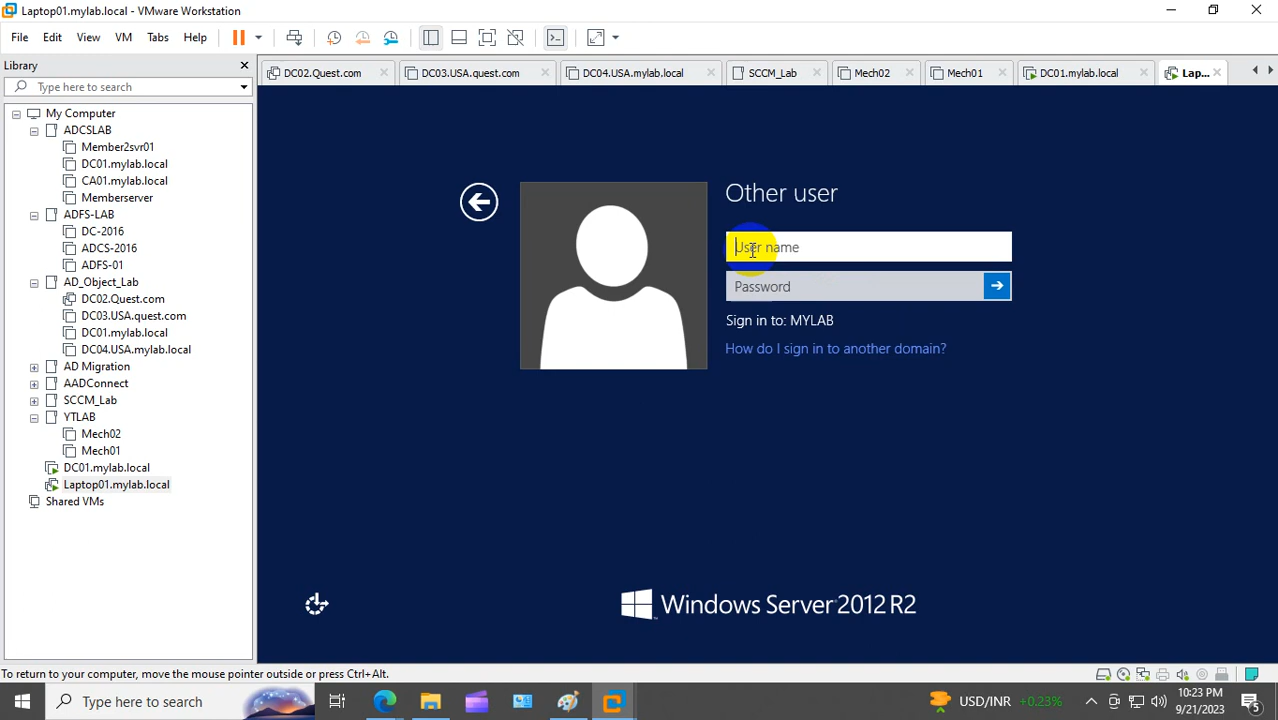 Laptop01.mylab.local - VMware Workstation
File Edit View VM Tabs Help
Library
Type here to search
DC02.Quest.com DC03.USA.quest.com DC04.USA.mylab.local SCCM_Lab Mech02 Mech01 DC01.mylab.local Lap...
My Computer
ADCSLAB
Member2svr01
DC01.mylab.local
CA01.mylab.local
Memberserver
ADFS-LAB
DC-2016
ADCS-2016
ADFS-01
AD_Object_Lab
DC02.Quest.com
DC03.USA.quest.com
DC01.mylab.local
DC04.USA.mylab.local
AD Migration
AADConnect
SCCM_Lab
YTLAB
Mech02
Mech01
DC01.mylab.local
Laptop01.mylab.local
Shared VMs
Other user
User name
Password
Sign in to: MYLAB
How do I sign in to another domain?
Windows Server 2012 R2
To return to your computer, move the mouse pointer outside or press Ctrl+Alt.
Type here to search
USD/INR +0.23%
10:23 PM
9/21/2023
5